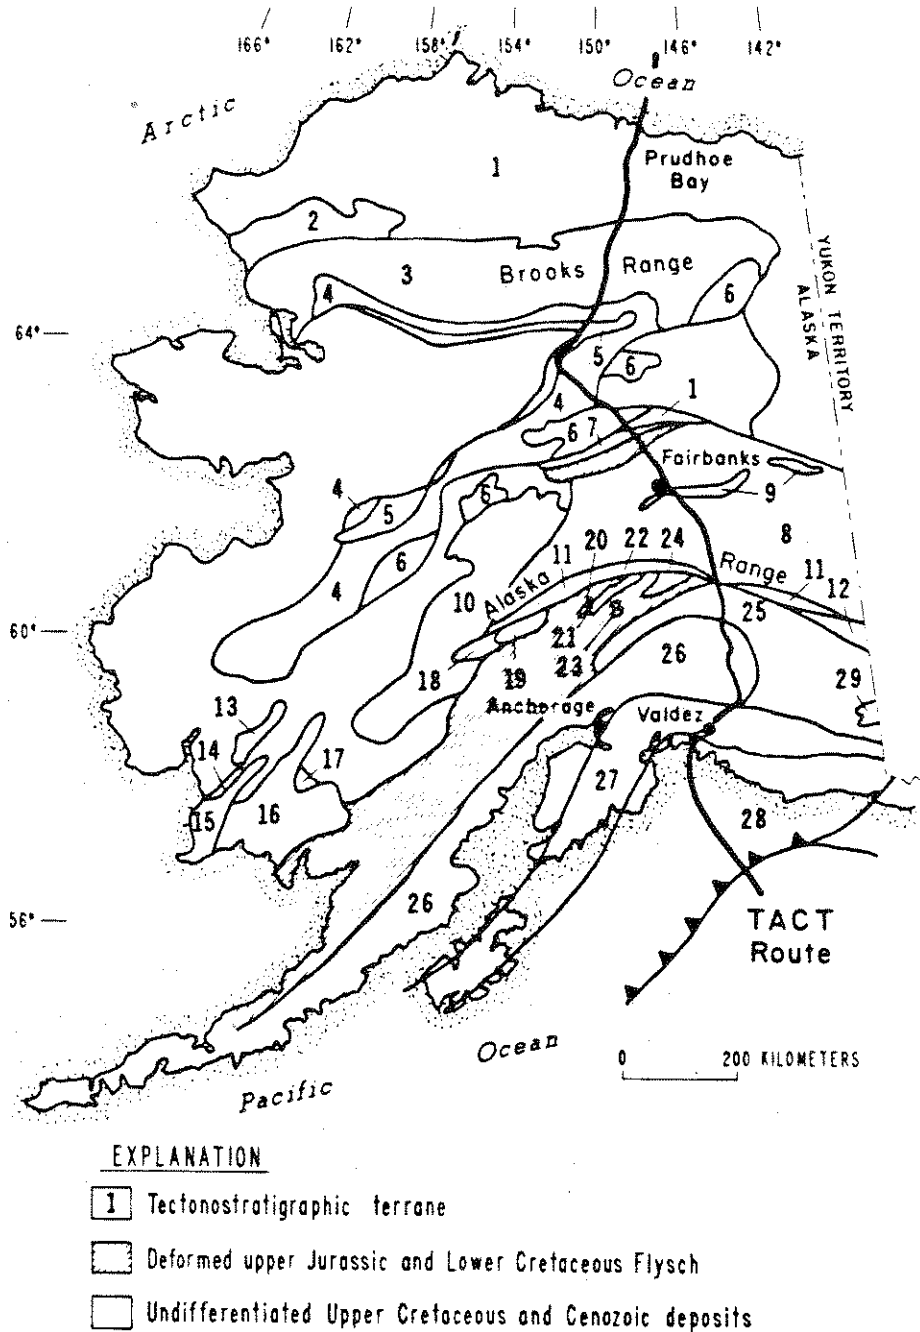 166° 162° 158° 154° 150° 146° 142°
Ocean
Arctic
Prudhoe
Bay
1
2
3
Brooks Range
6
YUKON TERRITORY
ALASKA
4
64°
5
6
1
4
6
7
Fairbanks
9
4
5
6
8
20 22 24
6
11
Range
11
4
12
10
Alaska
25
60°
21
26
18
19
23
29
13
Anchorage
Valdez
14
17
27
15
16
28
56°
26
TACT
Route
Ocean
0 200 KILOMETERS
Pacific
EXPLANATION
1 Tectonostratigraphic terrane
Deformed upper Jurassic and Lower Cretaceous Flysch
Undifferentiated Upper Cretaceous and Cenozoic deposits